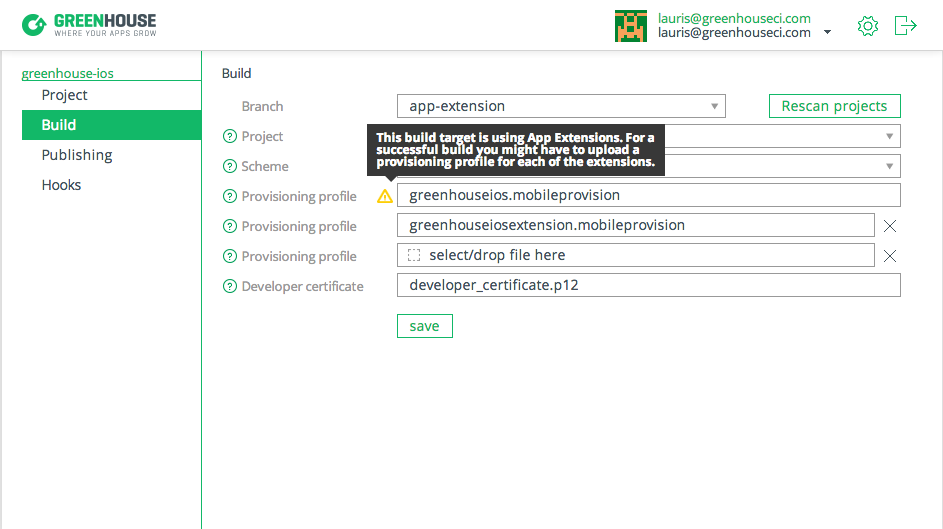 GREENHOUSE
WHERE YOUR APPS GROW
lauris@greenhouseci.com
lauris@greenhouseci.com
greenhouse-ios
Project
Build
Publishing
Hooks
Build
Branch
app-extension
Rescan projects
? Project
This build target is using App Extensions. For a
successful build you might have to upload a
provisioning profile for each of the extensions.
? Scheme
? Provisioning profile
greenhouseios.mobileprovision
? Provisioning profile
greenhouseiosextension.mobileprovision
? Provisioning profile
select/drop file here
? Developer certificate
developer_certificate.p12
save